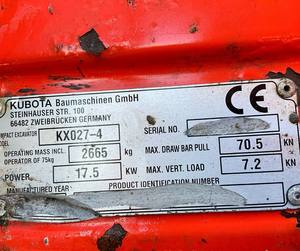 KUBOTA Baumaschinen GmbH
STEINHAUSER STR. 100
66482 ZWEIBRÜCKEN GERMANY
CE
IMPACT EXCAVATOR
KX027-4
SERIAL NO.
OPERATING MASS INCL. 2665 kg MAX. DRAW BAR PULL 70.5 KN
OPERATOR OF 75kg
POWER 17.5 KW MAX. VERT. LOAD 7.2 KN
MANUFACTURING YEAR PRODUCT IDENTIFICATION NUMBER